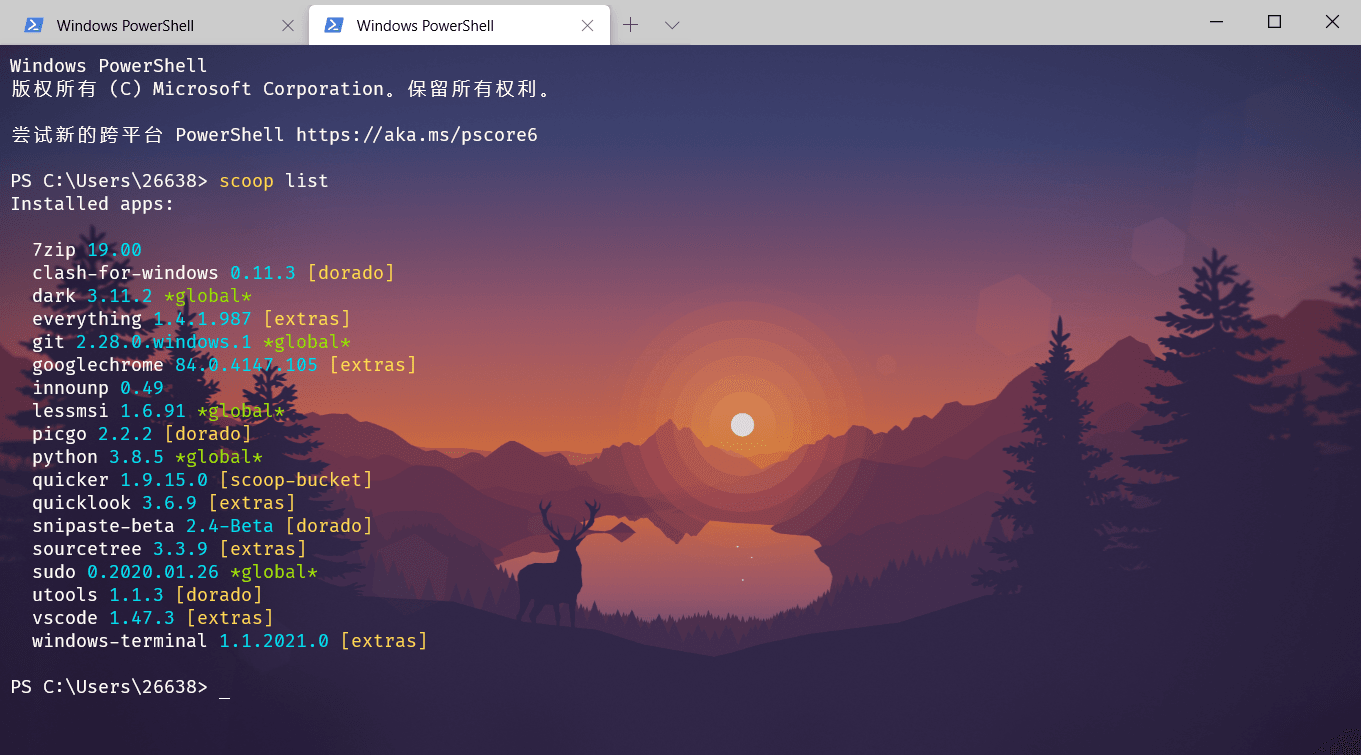 Windows PowerShell
Windows PowerShell
Windows PowerShell
版权所有 (C) Microsoft Corporation。保留所有权利。
尝试新的跨平台 PowerShell https://aka.ms/pscore6
PS C:\Users\26638> scoop list
Installed apps:
7zip 19.00
clash-for-windows 0.11.3 [dorado]
dark 3.11.2 *global*
everything 1.4.1.987 [extras]
git 2.28.0.windows.1 *global*
googlechrome 84.0.4147.105 [extras]
innounp 0.49
lessmsi 1.6.91 *global*
picgo 2.2.2 [dorado]
python 3.8.5 *global*
quicker 1.9.15.0 [scoop-bucket]
quicklook 3.6.9 [extras]
snipaste-beta 2.4-Beta [dorado]
sourcetree 3.3.9 [extras]
sudo 0.2020.01.26 *global*
utools 1.1.3 [dorado]
vscode 1.47.3 [extras]
windows-terminal 1.1.2021.0 [extras]
PS C:\Users\26638> _